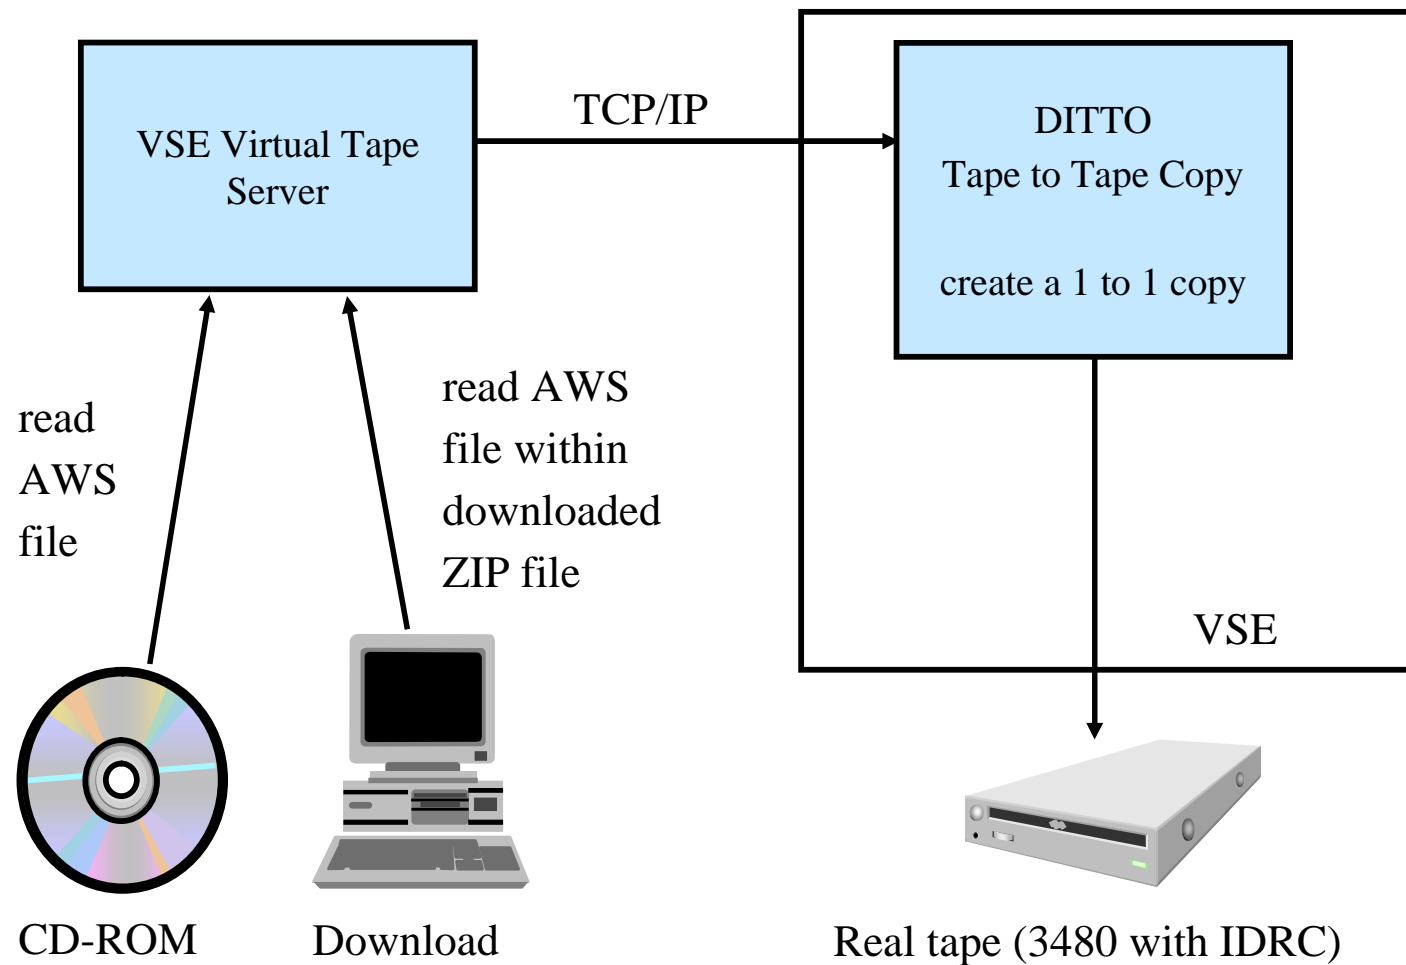 VSE Virtual Tape
Server
TCP/IP
DITTO
Tape to Tape Copy
create a 1 to 1 copy
read
AWS
file
read AWS
file within
downloaded
ZIP file
VSE
CD-ROM
Download
Real tape (3480 with IDRC)